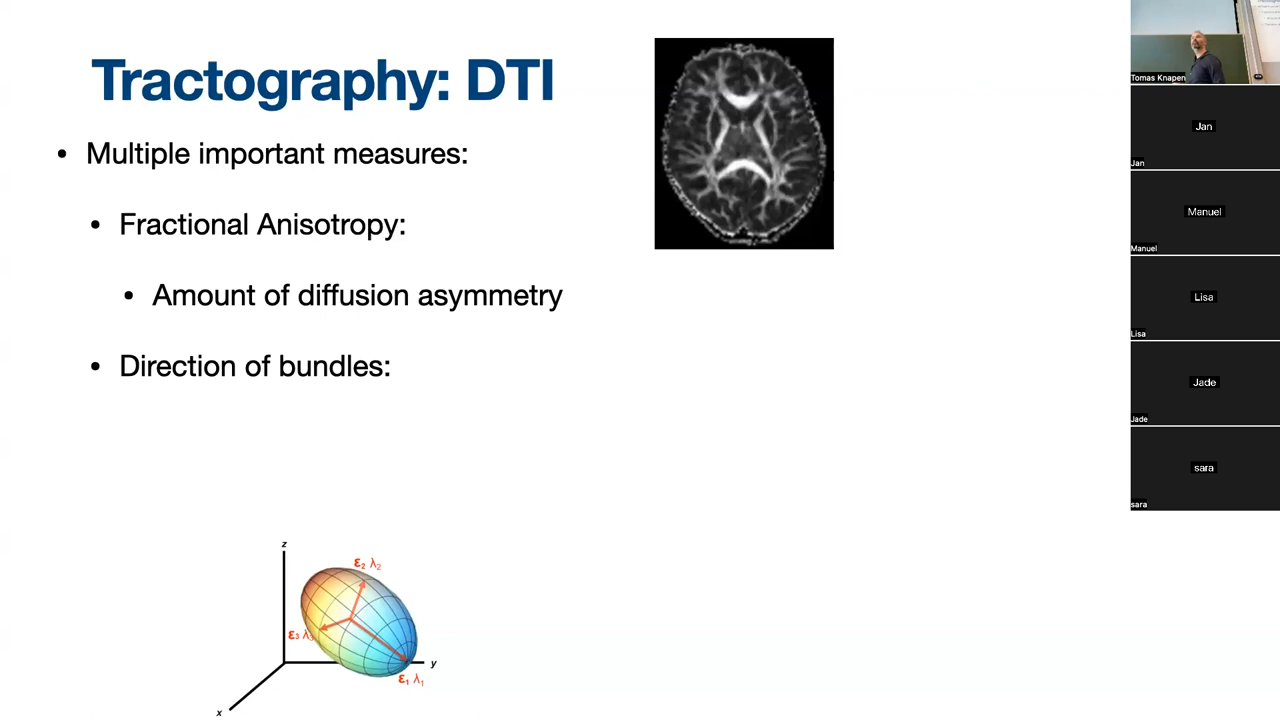 Tractography: DTI
• Multiple important measures:
• Fractional Anisotropy:
• Amount of diffusion asymmetry
• Direction of bundles:
z
ε2 λ2
ε3 λ3
y
ε1 λ1
x
Tomas Knapen
Jan
Jan
Manuel
Manuel
Lisa
Lisa
Jade
Jade
sara
sara